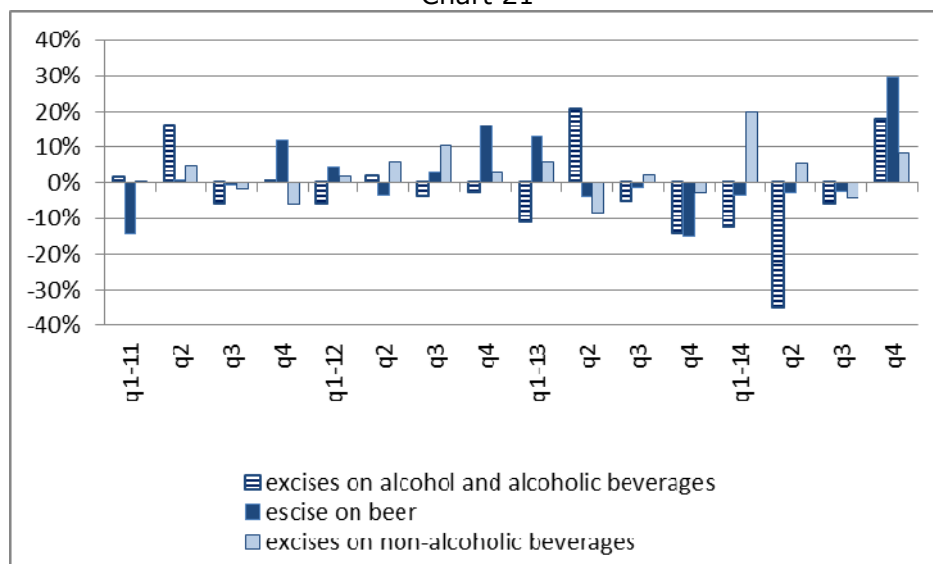 Chart 21
40%
30%
20%
10%
0%
-10%
-20%
-30%
-40%
q1-11
q2
q3
q4
q1-12
q2
q3
q4
q1-13
q2
q3
q4
q1-14
q2
q3
q4
excises on alcohol and alcoholic beverages
escise on beer
excises on non-alcoholic beverages